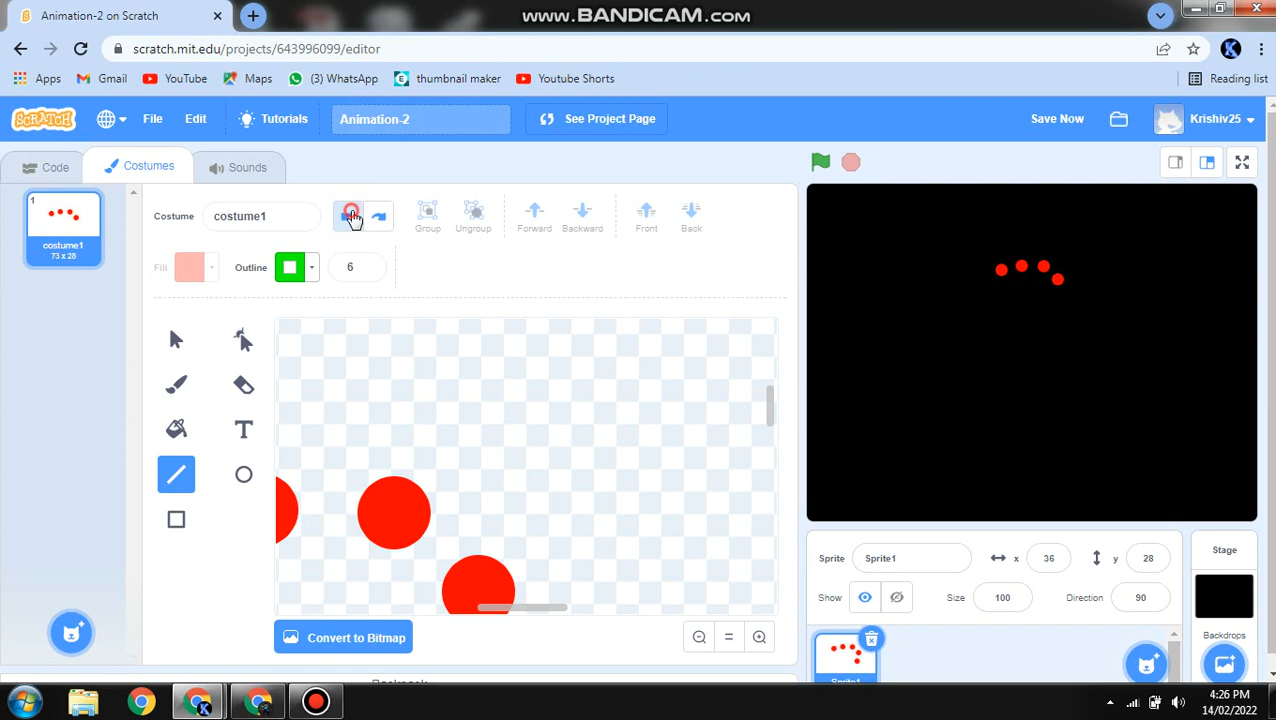 www.BANDICAM.com
Animation-2 on Scratch
scratch.mit.edu/projects/643996099/editor
Apps Gmail YouTube Maps (3) WhatsApp thumbnail maker Youtube Shorts Reading list
SCRATCH File Edit Tutorials Animation-2 See Project Page Save Now Krishiv25
Code Costumes Sounds
1
costume1
73 x 28
Costume costume1 Group Ungroup Forward Backward Front Back
Fill Outline 6
T
Convert to Bitmap
Sprite Sprite1 x 36 y 28
Show Size 100 Direction 90
Stage
Backdrops
Sprite1
4:26 PM
14/02/2022